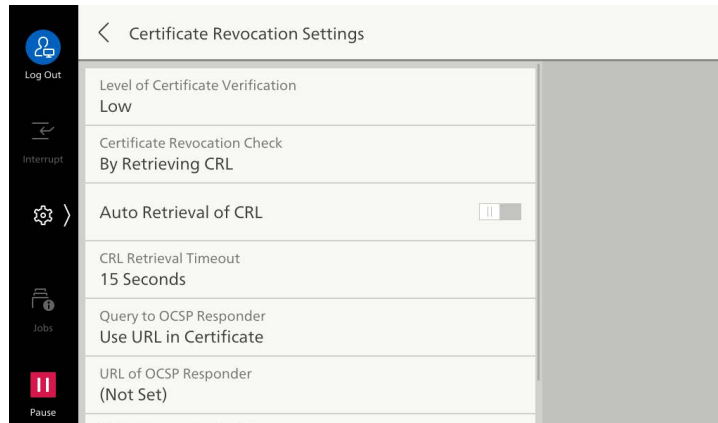 Certificate Revocation Settings
Log Out
Interrupt
Jobs
Pause
Level of Certificate Verification
Low
Certificate Revocation Check
By Retrieving CRL
Auto Retrieval of CRL
CRL Retrieval Timeout
15 Seconds
Query to OCSP Responder
Use URL in Certificate
URL of OCSP Responder
(Not Set)